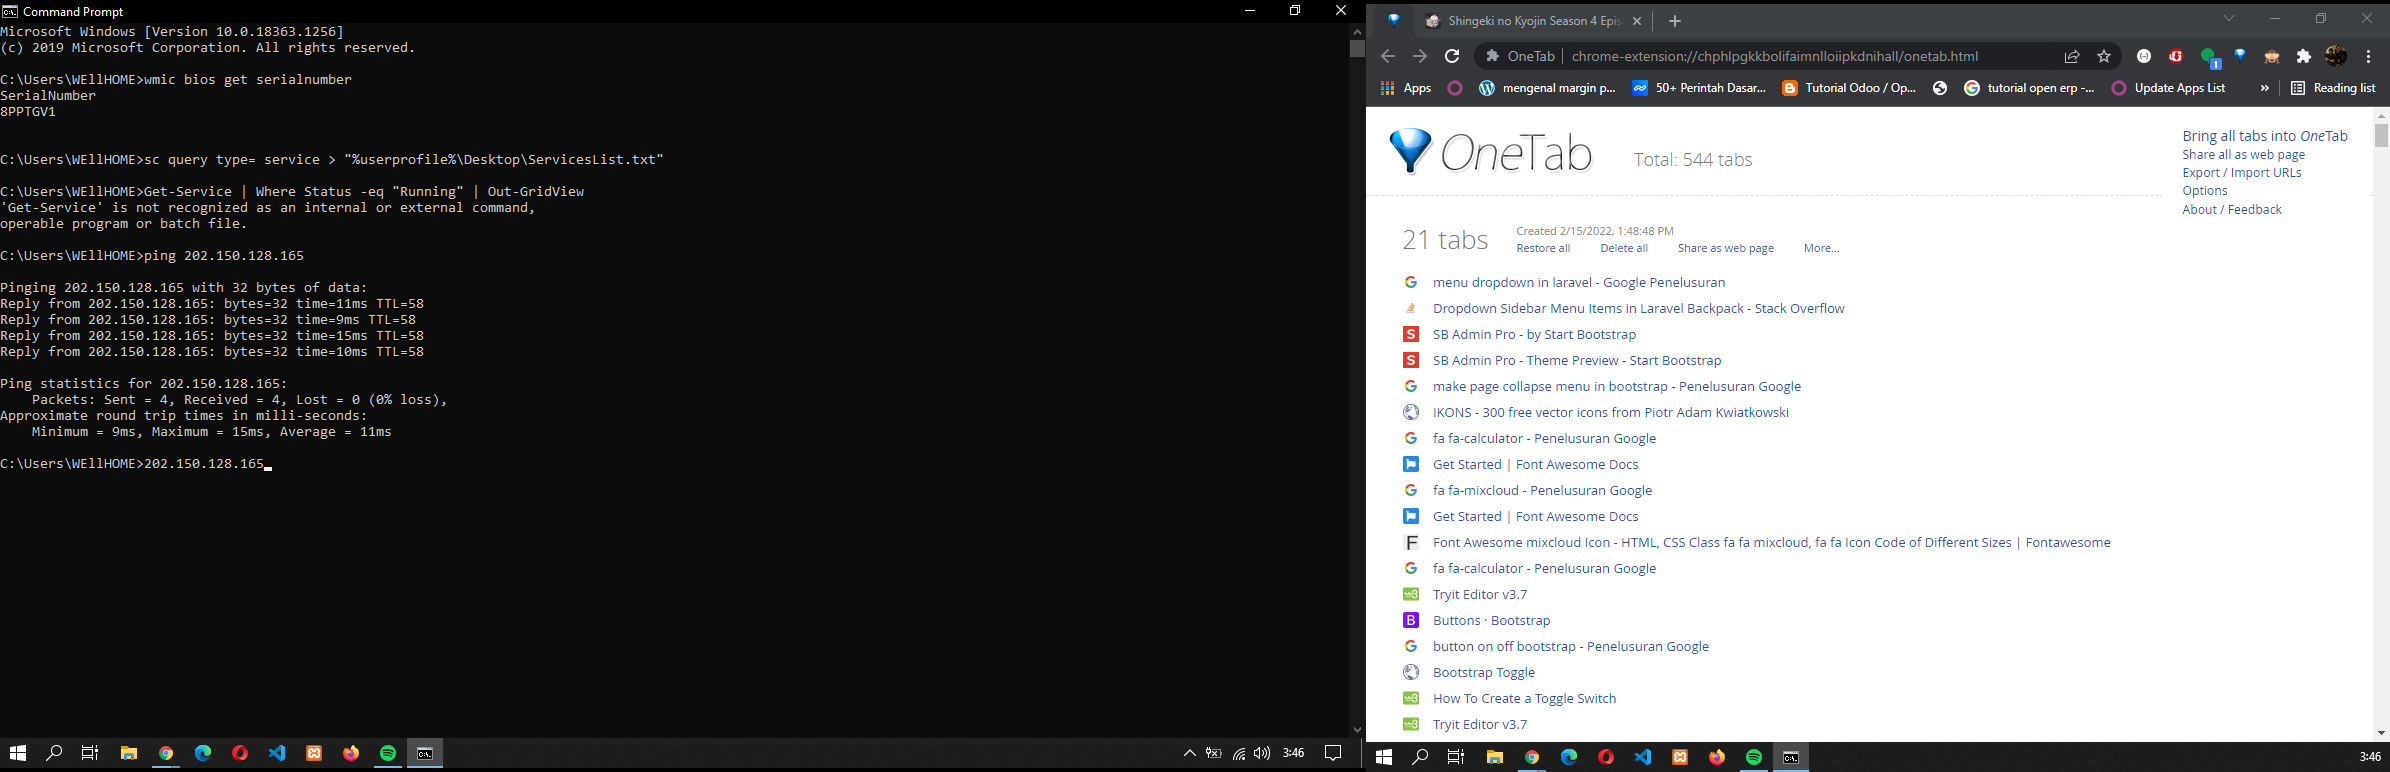 Command Prompt
Microsoft Windows [Version 10.0.18363.1256]
(c) 2019 Microsoft Corporation. All rights reserved.
C:\Users\WEllHOME>wmic bios get serialnumber
SerialNumber
8PPTGV1
C:\Users\WEllHOME>sc query type= service > "%userprofile%\Desktop\ServicesList.txt"
C:\Users\WEllHOME>Get-Service | Where Status -eq "Running" | Out-GridView
'Get-Service' is not recognized as an internal or external command,
operable program or batch file.
C:\Users\WEllHOME>ping 202.150.128.165
Pinging 202.150.128.165 with 32 bytes of data:
Reply from 202.150.128.165: bytes=32 time=11ms TTL=58
Reply from 202.150.128.165: bytes=32 time=9ms TTL=58
Reply from 202.150.128.165: bytes=32 time=15ms TTL=58
Reply from 202.150.128.165: bytes=32 time=10ms TTL=58
Ping statistics for 202.150.128.165:
Packets: Sent = 4, Received = 4, Lost = 0 (0% loss),
Approximate round trip times in milli-seconds:
Minimum = 9ms, Maximum = 15ms, Average = 11ms
C:\Users\WEllHOME>202.150.128.165_
3:46
Shingeki no Kyojin Season 4 Epis
OneTab | chrome-extension://chphlpgkkbolifaimnlloiipkdnihall/onetab.html
1
Apps
mengenal margin p...
50+ Perintah Dasar...
Tutorial Odoo / Op...
tutorial open erp -...
Update Apps List
»
Reading list
OneTab
Total: 544 tabs
Bring all tabs into OneTab
Share all as web page
Export / Import URLs
Options
About / Feedback
21 tabs
Created 2/15/2022, 1:48:48 PM
Restore all Delete all Share as web page More...
menu dropdown in laravel - Google Penelusuran
Dropdown Sidebar Menu Items in Laravel Backpack - Stack Overflow
SB Admin Pro - by Start Bootstrap
SB Admin Pro - Theme Preview - Start Bootstrap
make page collapse menu in bootstrap - Penelusuran Google
IKONS - 300 free vector icons from Piotr Adam Kwiatkowski
fa fa-calculator - Penelusuran Google
Get Started | Font Awesome Docs
fa fa-mixcloud - Penelusuran Google
Get Started | Font Awesome Docs
Font Awesome mixcloud Icon - HTML, CSS Class fa fa mixcloud, fa fa Icon Code of Different Sizes | Fontawesome
fa fa-calculator - Penelusuran Google
Tryit Editor v3.7
Buttons · Bootstrap
button on off bootstrap - Penelusuran Google
Bootstrap Toggle
How To Create a Toggle Switch
Tryit Editor v3.7
3:46